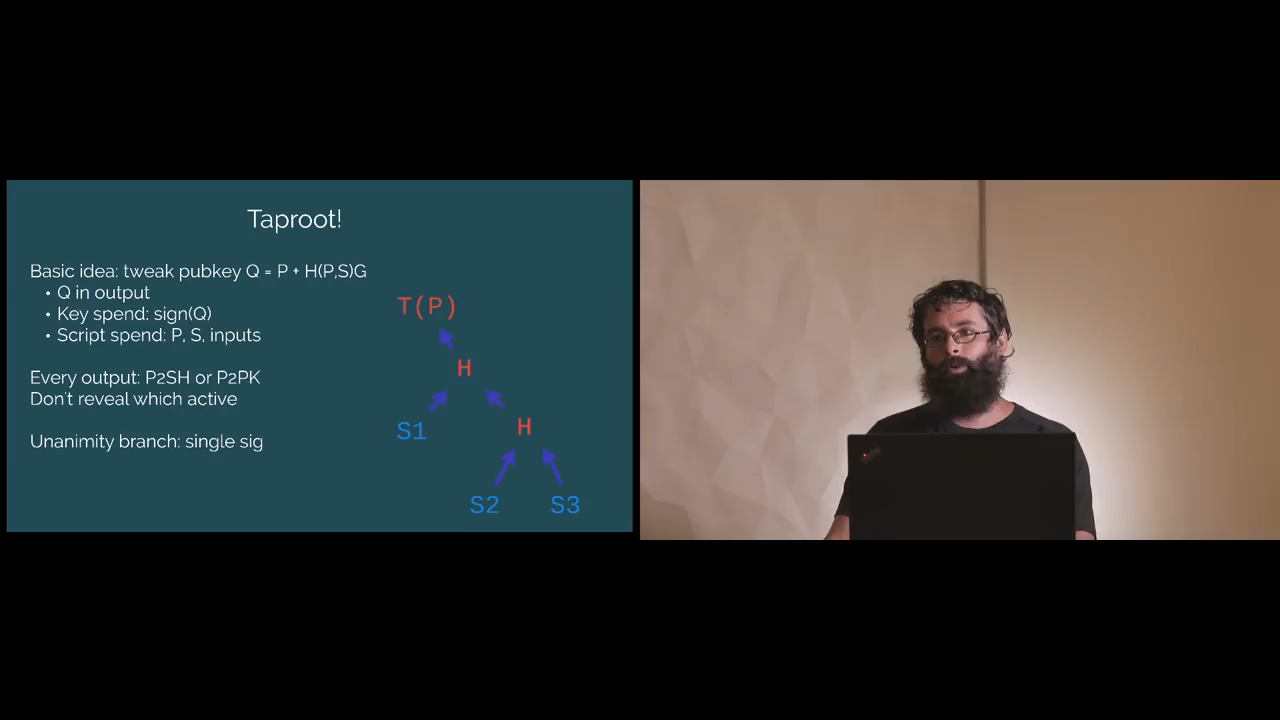 Taproot!
Basic idea: tweak pubkey Q = P + H(P,S)G
• Q in output
• Key spend: sign(Q)
• Script spend: P, S, inputs
Every output: P2SH or P2PK
Don't reveal which active
Unanimity branch: single sig
T(P)
H
S1
H
S2 S3